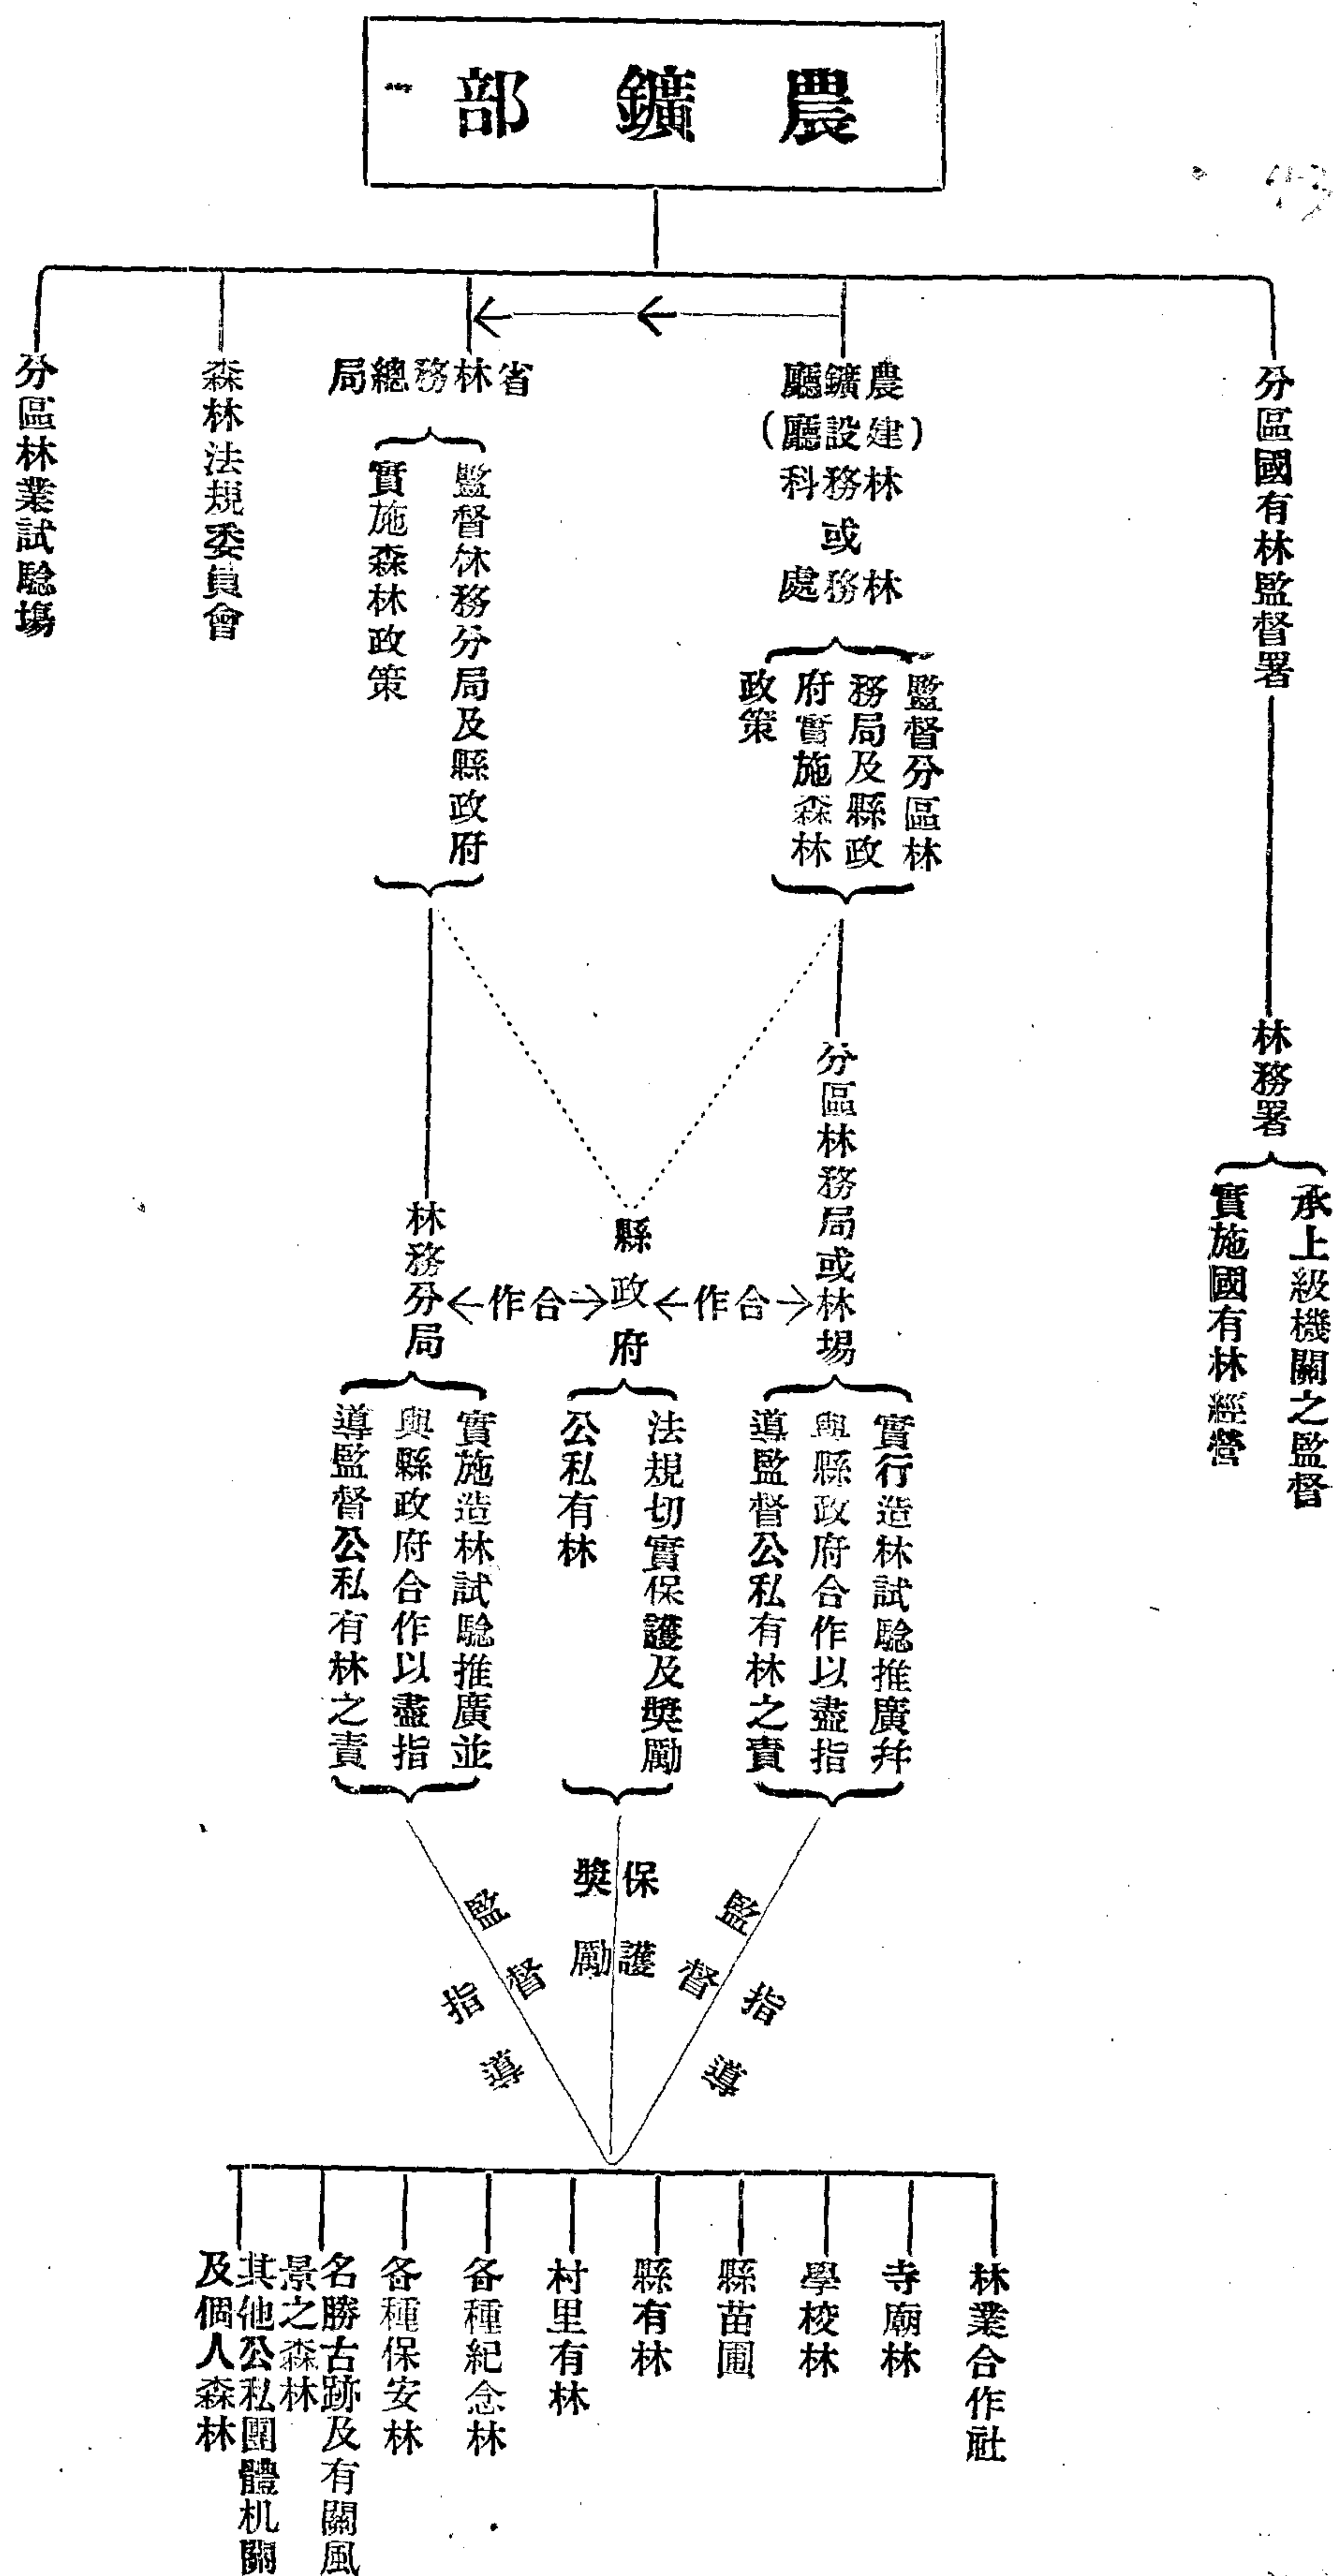 農鑛部
分區國有林監督署
林務署
承上級機關之監督
實施國有林經營
農鑛廳
(建設廳)
林務科
或
林務處
監督分區林
務局及縣政
府實施森林
政策
分區林務局或林場
實行造林試驗推廣并
與縣政府合作以盡指
導監督公私有林之責
省林務總局
監督林務分局及縣政府
實施森林政策
林務分局
實施造林試驗推廣並
與縣政府合作以盡指
導監督公私有林之責
縣政府
合作
合作
法規切實保護及獎勵
公私有林
森林法規委員會
分區林業試驗場
監督
指導
保護
獎勵
監督
指導
林業合作社
寺廟林
學校林
縣苗圃
縣有林
村里有林
各種紀念林
各種保安林
名勝古跡及有關風
景之森林
其他公私團體机關
及個人森林